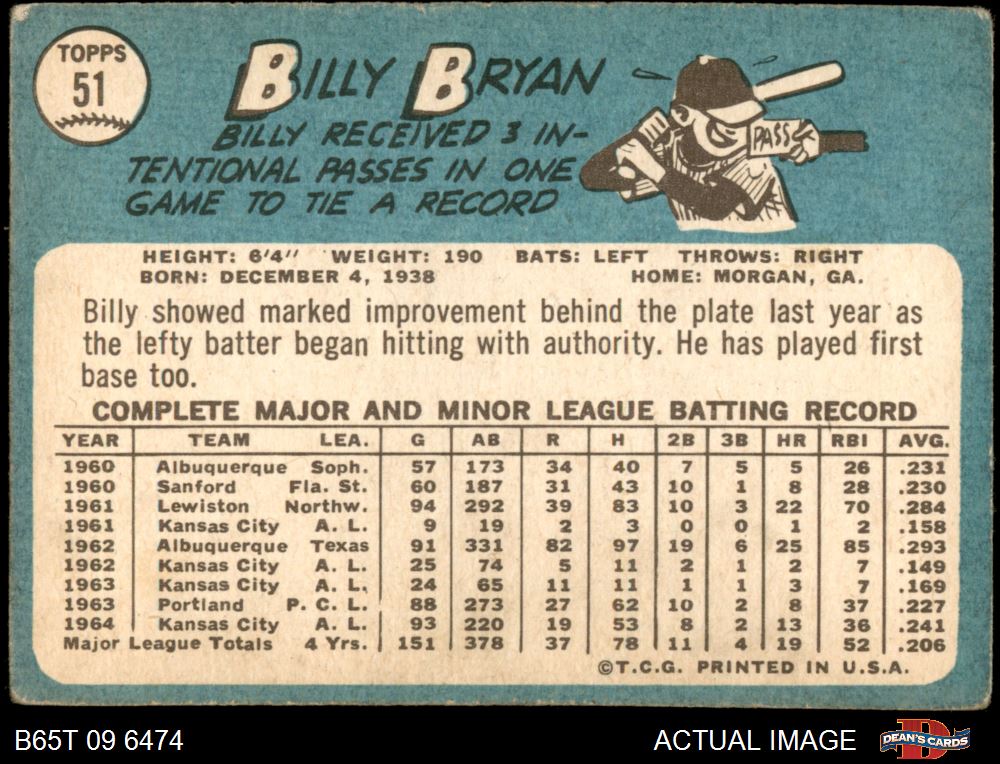 TOPPS
51
BILLY BRYAN
BILLY RECEIVED 3 IN-
TENTIONAL PASSES IN ONE
GAME TO TIE A RECORD
PASS
HEIGHT: 6'4" WEIGHT: 190 BATS: LEFT THROWS: RIGHT
BORN: DECEMBER 4, 1938 HOME: MORGAN, GA.
Billy showed marked improvement behind the plate last year as
the lefty batter began hitting with authority. He has played first
base too.
COMPLETE MAJOR AND MINOR LEAGUE BATTING RECORD
YEAR TEAM LEA. G AB R H 2B 3B HR RBI AVG.
1960 Albuquerque Soph. 57 173 34 40 7 5 5 26 .231
1960 Sanford Fla. St. 60 187 31 43 10 1 8 28 .230
1961 Lewiston Northw. 94 292 39 83 10 3 22 70 .284
1961 Kansas City A. L. 9 19 2 3 0 0 1 2 .158
1962 Albuquerque Texas 91 331 82 97 19 6 25 85 .293
1962 Kansas City A. L. 25 74 5 11 2 1 2 7 .149
1963 Kansas City A. L. 24 65 11 11 1 1 3 7 .169
1963 Portland P. C. L. 88 273 27 62 10 2 8 37 .227
1964 Kansas City A. L. 93 220 19 53 8 2 13 36 .241
Major League Totals 4 Yrs. 151 378 37 78 11 4 19 52 .206
©T.C.G. PRINTED IN U.S.A.
B65T 09 6474 ACTUAL IMAGE
D
DEAN'S CARDS